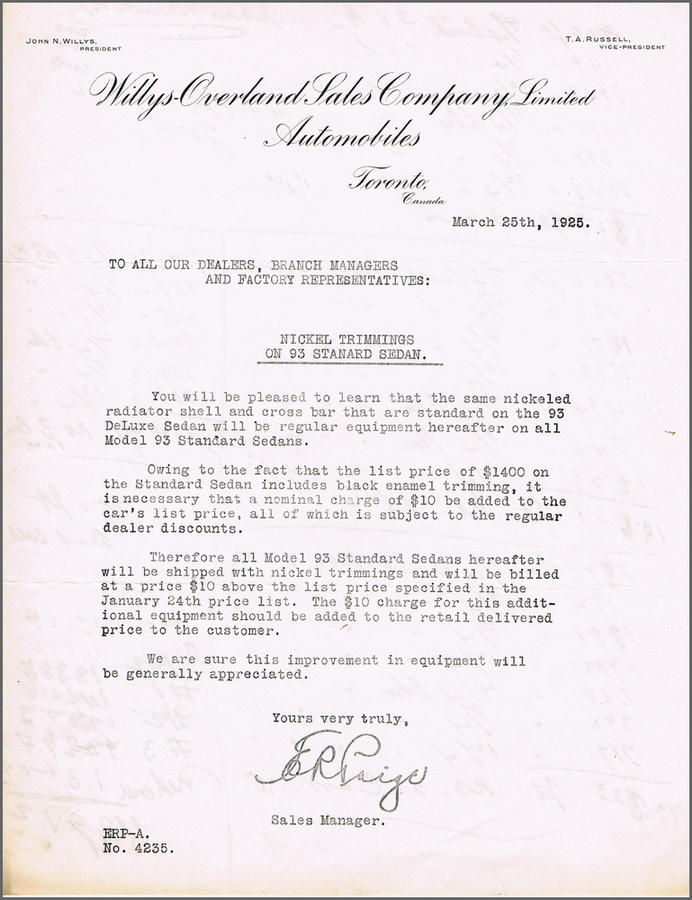 JOHN N. WILLYS,
PRESIDENT
T. A. RUSSELL,
VICE-PRESIDENT
Willys-Overland Sales Company, Limited
Automobiles
Toronto,
Canada
March 25th, 1925.
TO ALL OUR DEALERS, BRANCH MANAGERS
AND FACTORY REPRESENTATIVES:
NICKEL TRIMMINGS
ON 93 STANARD SEDAN.
You will be pleased to learn that the same nickeled
radiator shell and cross bar that are standard on the 93
DeLuxe Sedan will be regular equipment hereafter on all
Model 93 Standard Sedans.
Owing to the fact that the list price of $1400 on
the Standard Sedan includes black enamel trimming, it
is necessary that a nominal charge of $10 be added to the
car's list price, all of which is subject to the regular
dealer discounts.
Therefore all Model 93 Standard Sedans hereafter
will be shipped with nickel trimmings and will be billed
at a price $10 above the list price specified in the
January 24th price list. The $10 charge for this addit-
ional equipment should be added to the retail delivered
price to the customer.
We are sure this improvement in equipment will
be generally appreciated.
Yours very truly,
ERPaige
Sales Manager.
ERP-A.
No. 4235.